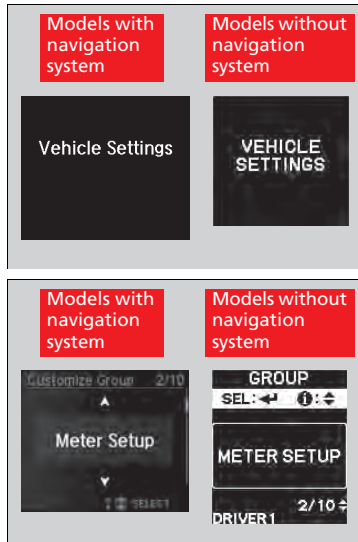 Models with
navigation
system
Models without
navigation
system
Vehicle Settings
VEHICLE
SETTINGS
Models with
navigation
system
Models without
navigation
system
Customize Group 2/10
Meter Setup
SELECT
GROUP
SEL:
METER SETUP
2/10
DRIVER1